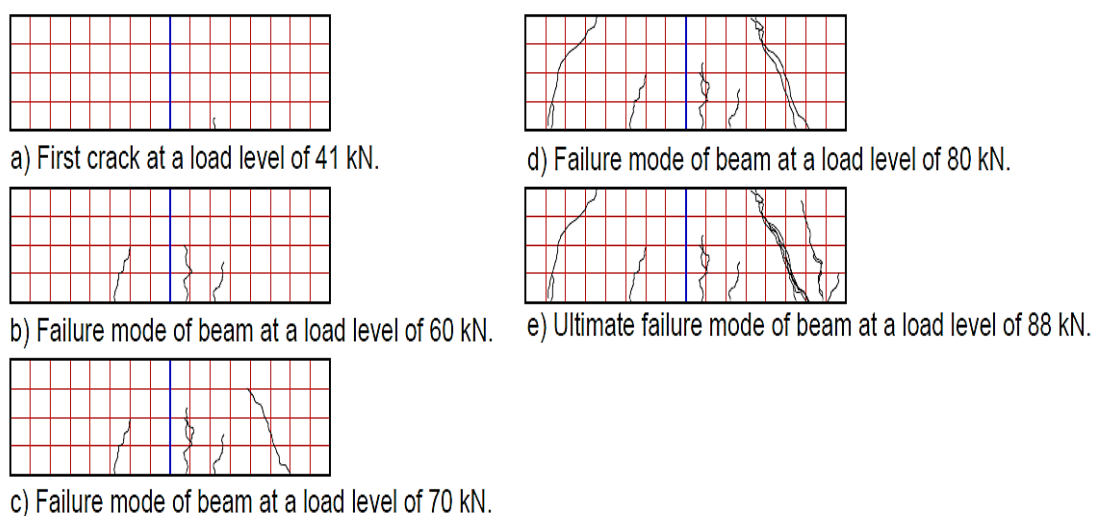 a) First crack at a load level of 41 kN.
b) Failure mode of beam at a load level of 60 kN.
c) Failure mode of beam at a load level of 70 kN.
d) Failure mode of beam at a load level of 80 kN.
e) Ultimate failure mode of beam at a load level of 88 kN.